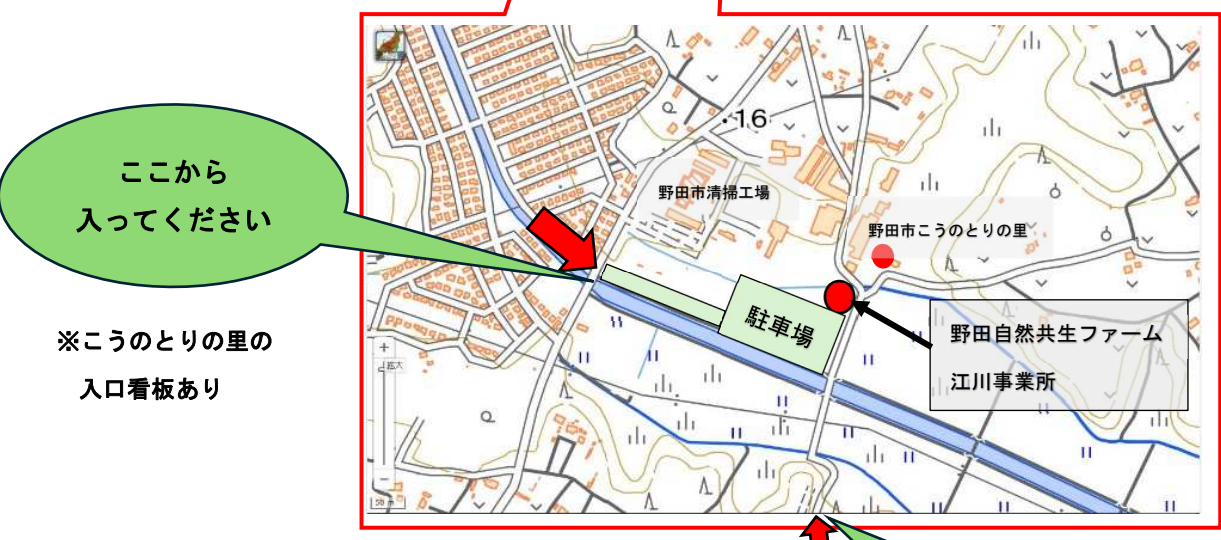 ここから
入ってください
※こうのとりの里の
入口看板あり
・16
野田市清掃工場
野田市こうのとりの里
駐車場
野田自然共生ファーム
江川事業所
+
拡大
-